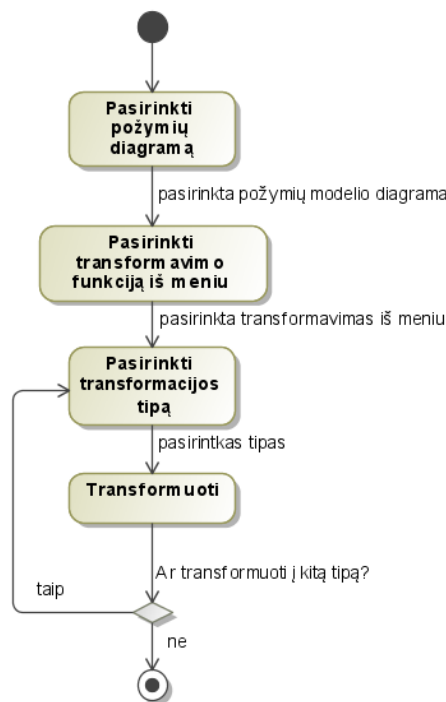 Pasirinkti
požymių
diagramą
pasirinkta požymių modelio diagrama
Pasirinkti
transformavimo
funkciją iš meniu
pasirinkta transformavimas iš meniu
Pasirinkti
transformacijos
tipą
pasirintkas tipas
Transformuoti
Ar transformuoti į kitą tipą?
taip
ne